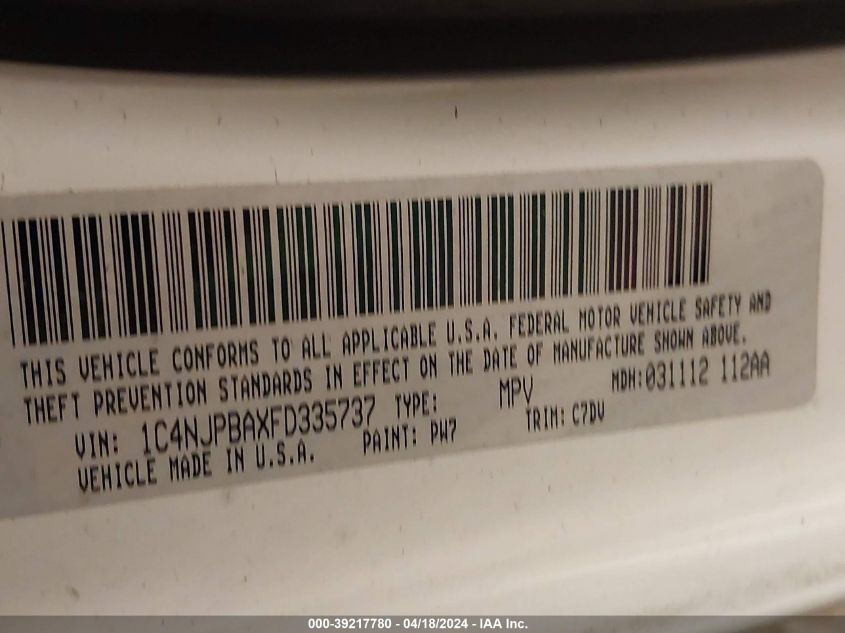 THIS VEHICLE CONFORMS TO ALL APPLICABLE U.S.A. FEDERAL MOTOR VEHICLE SAFETY AND
THEFT PREVENTION STANDARDS IN EFFECT ON THE DATE OF MANUFACTURE SHOWN ABOVE.
VIN: 1C4NJPBAXFD335737 TYPE: MPV MDH:031112 112AA
VEHICLE MADE IN U.S.A. PAINT: PW7 TRIM: C7DV
000-39217780 - 04/18/2024 - IAA Inc.